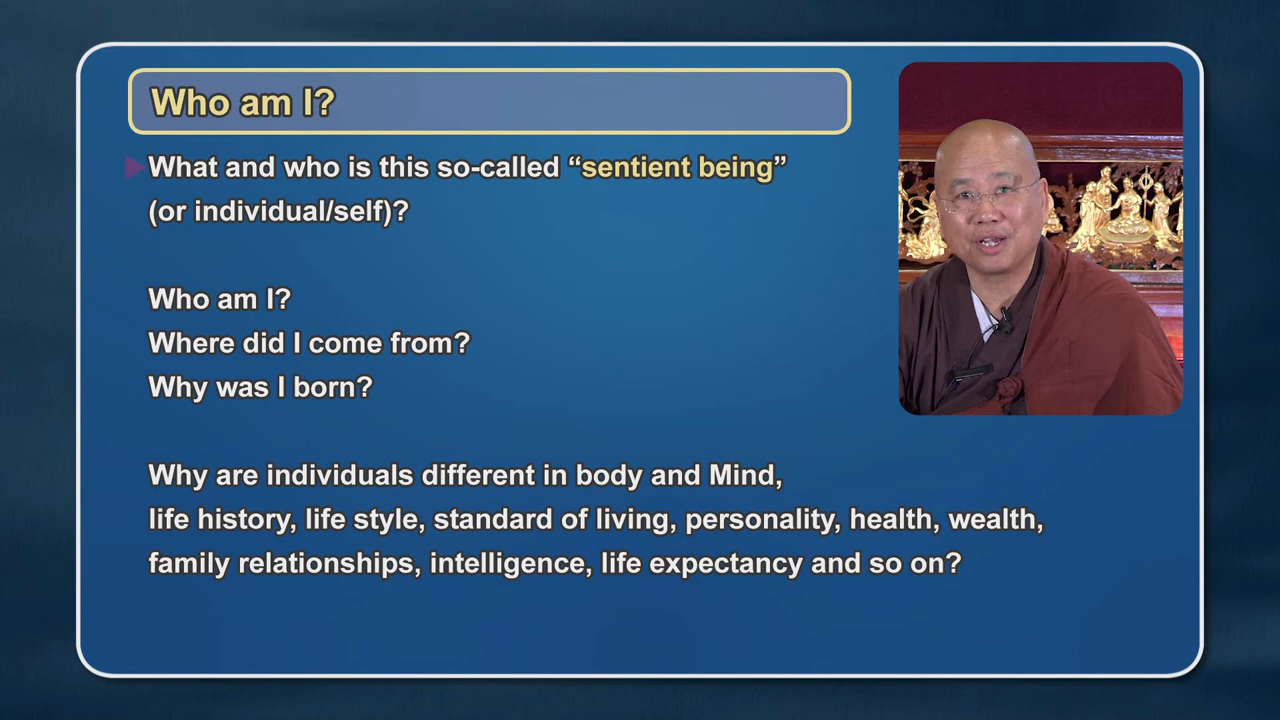 Who am I?
What and who is this so-called “sentient being”
(or individual/self)?
Who am I?
Where did I come from?
Why was I born?
Why are individuals different in body and Mind,
life history, life style, standard of living, personality, health, wealth,
family relationships, intelligence, life expectancy and so on?